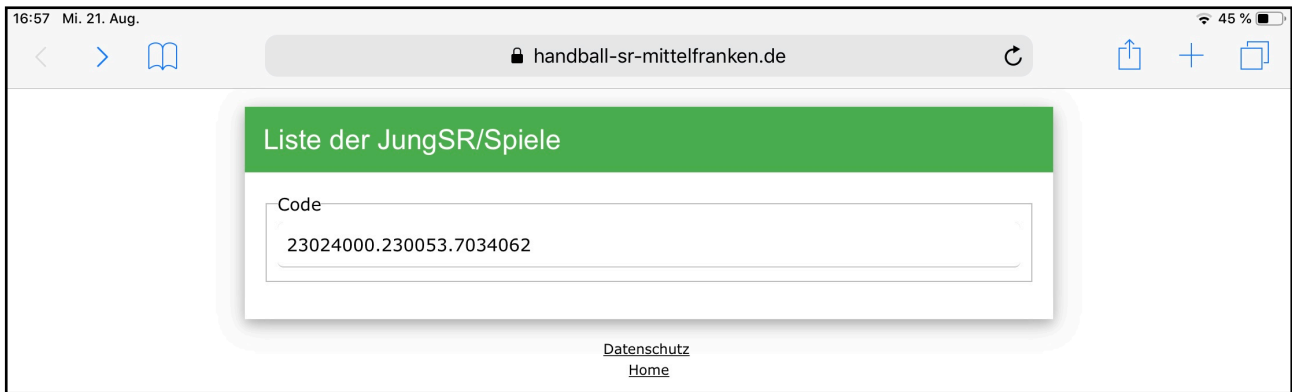 16:57 Mi. 21. Aug. 45 %
handball-sr-mittelfranken.de
Liste der JungSR/Spiele
Code
23024000.230053.7034062
Datenschutz
Home